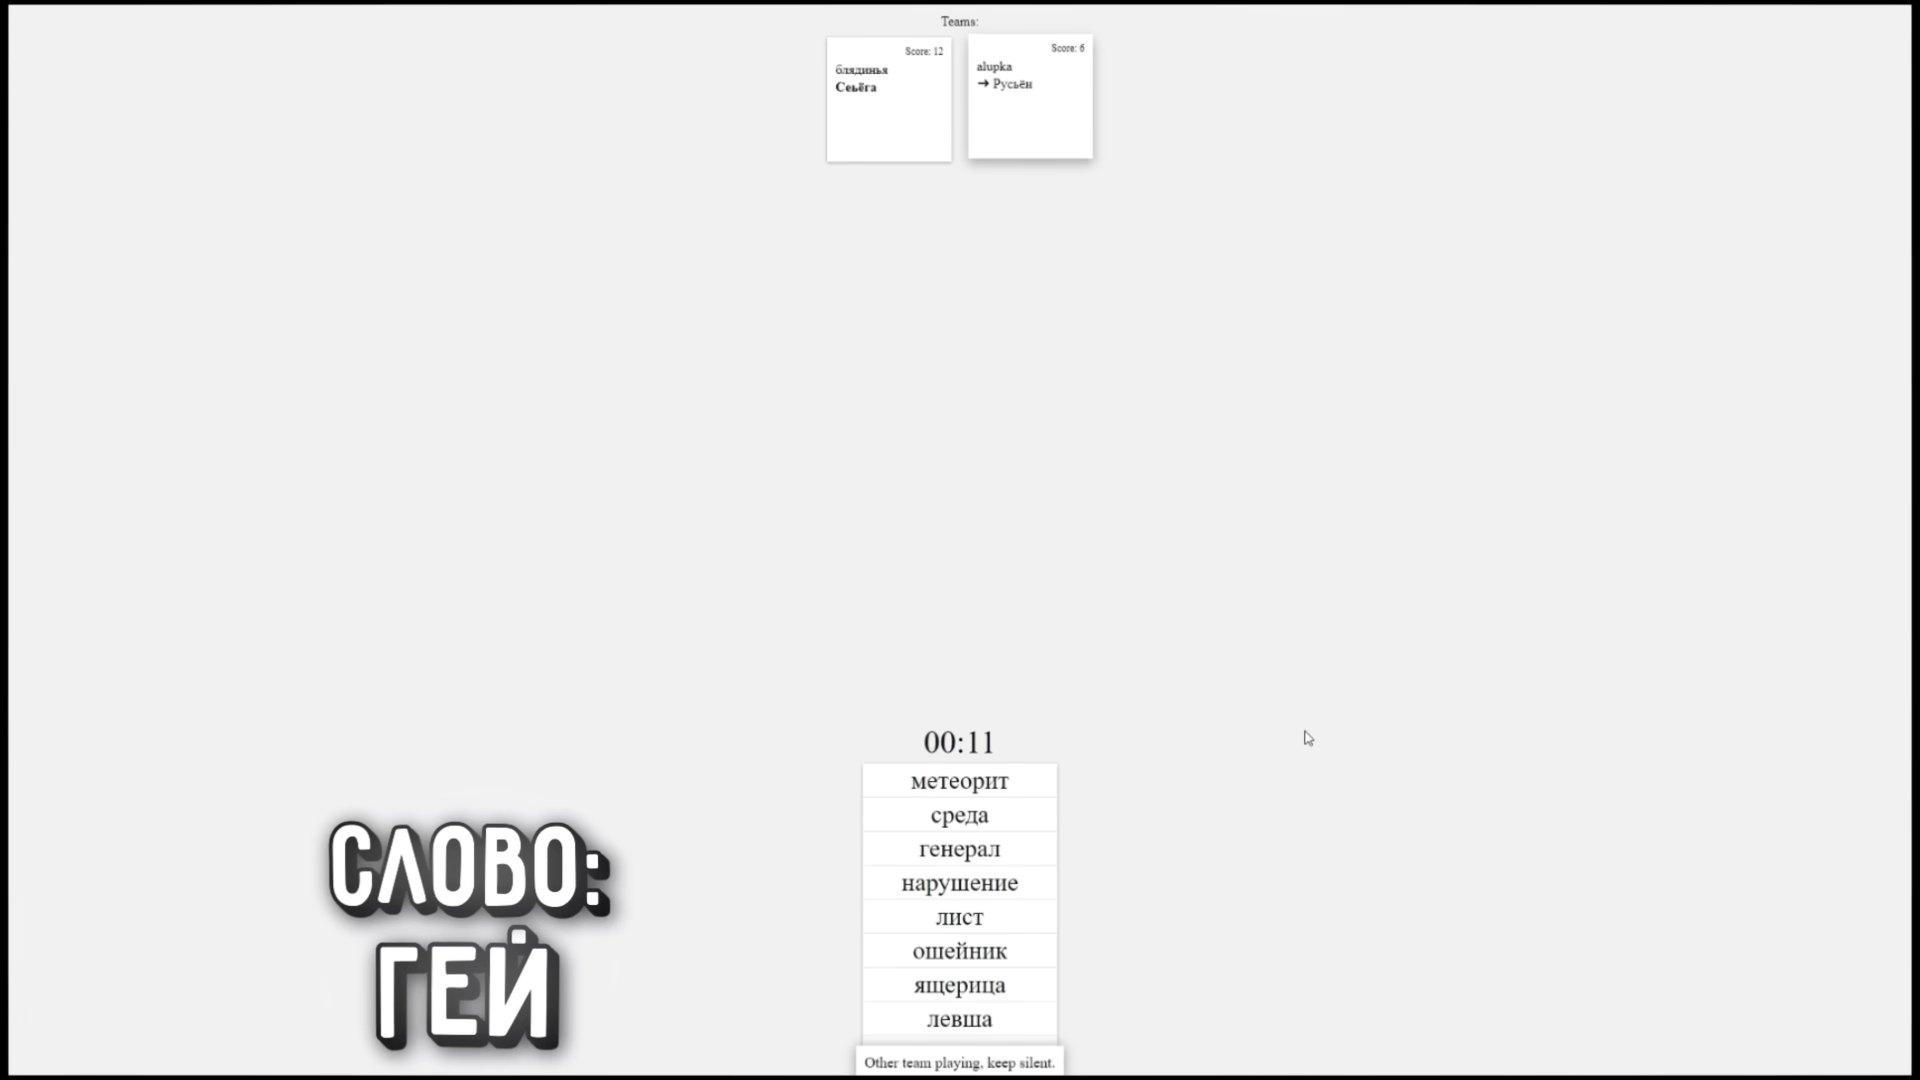 Teams:
Score: 12
блядинья
Сеьёга
Score: 6
alupka
➜ Русьён
00:11
метеорит
среда
генерал
нарушение
лист
ошейник
ящерица
левша
Other team playing, keep silent.
СЛОВО:
ГЕЙ